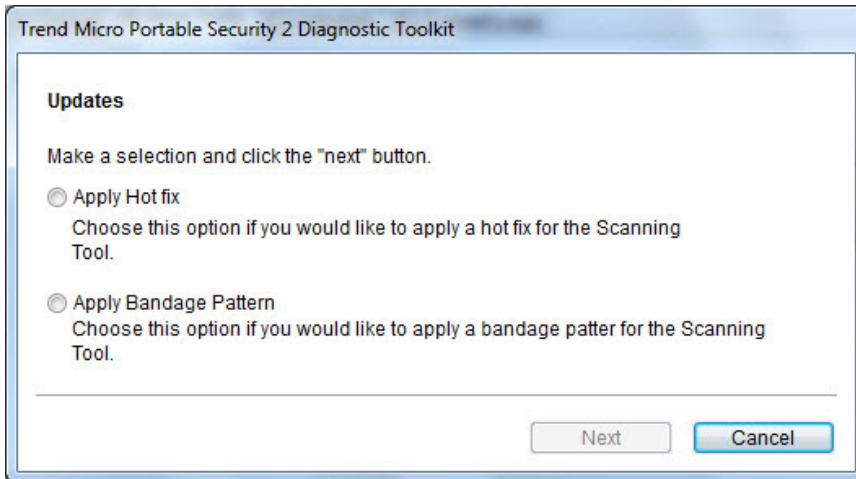 Trend Micro Portable Security 2 Diagnostic Toolkit
Updates
Make a selection and click the "next" button.
Apply Hot fix
Choose this option if you would like to apply a hot fix for the Scanning
Tool.
Apply Bandage Pattern
Choose this option if you would like to apply a bandage patter for the Scanning
Tool.
Next
Cancel